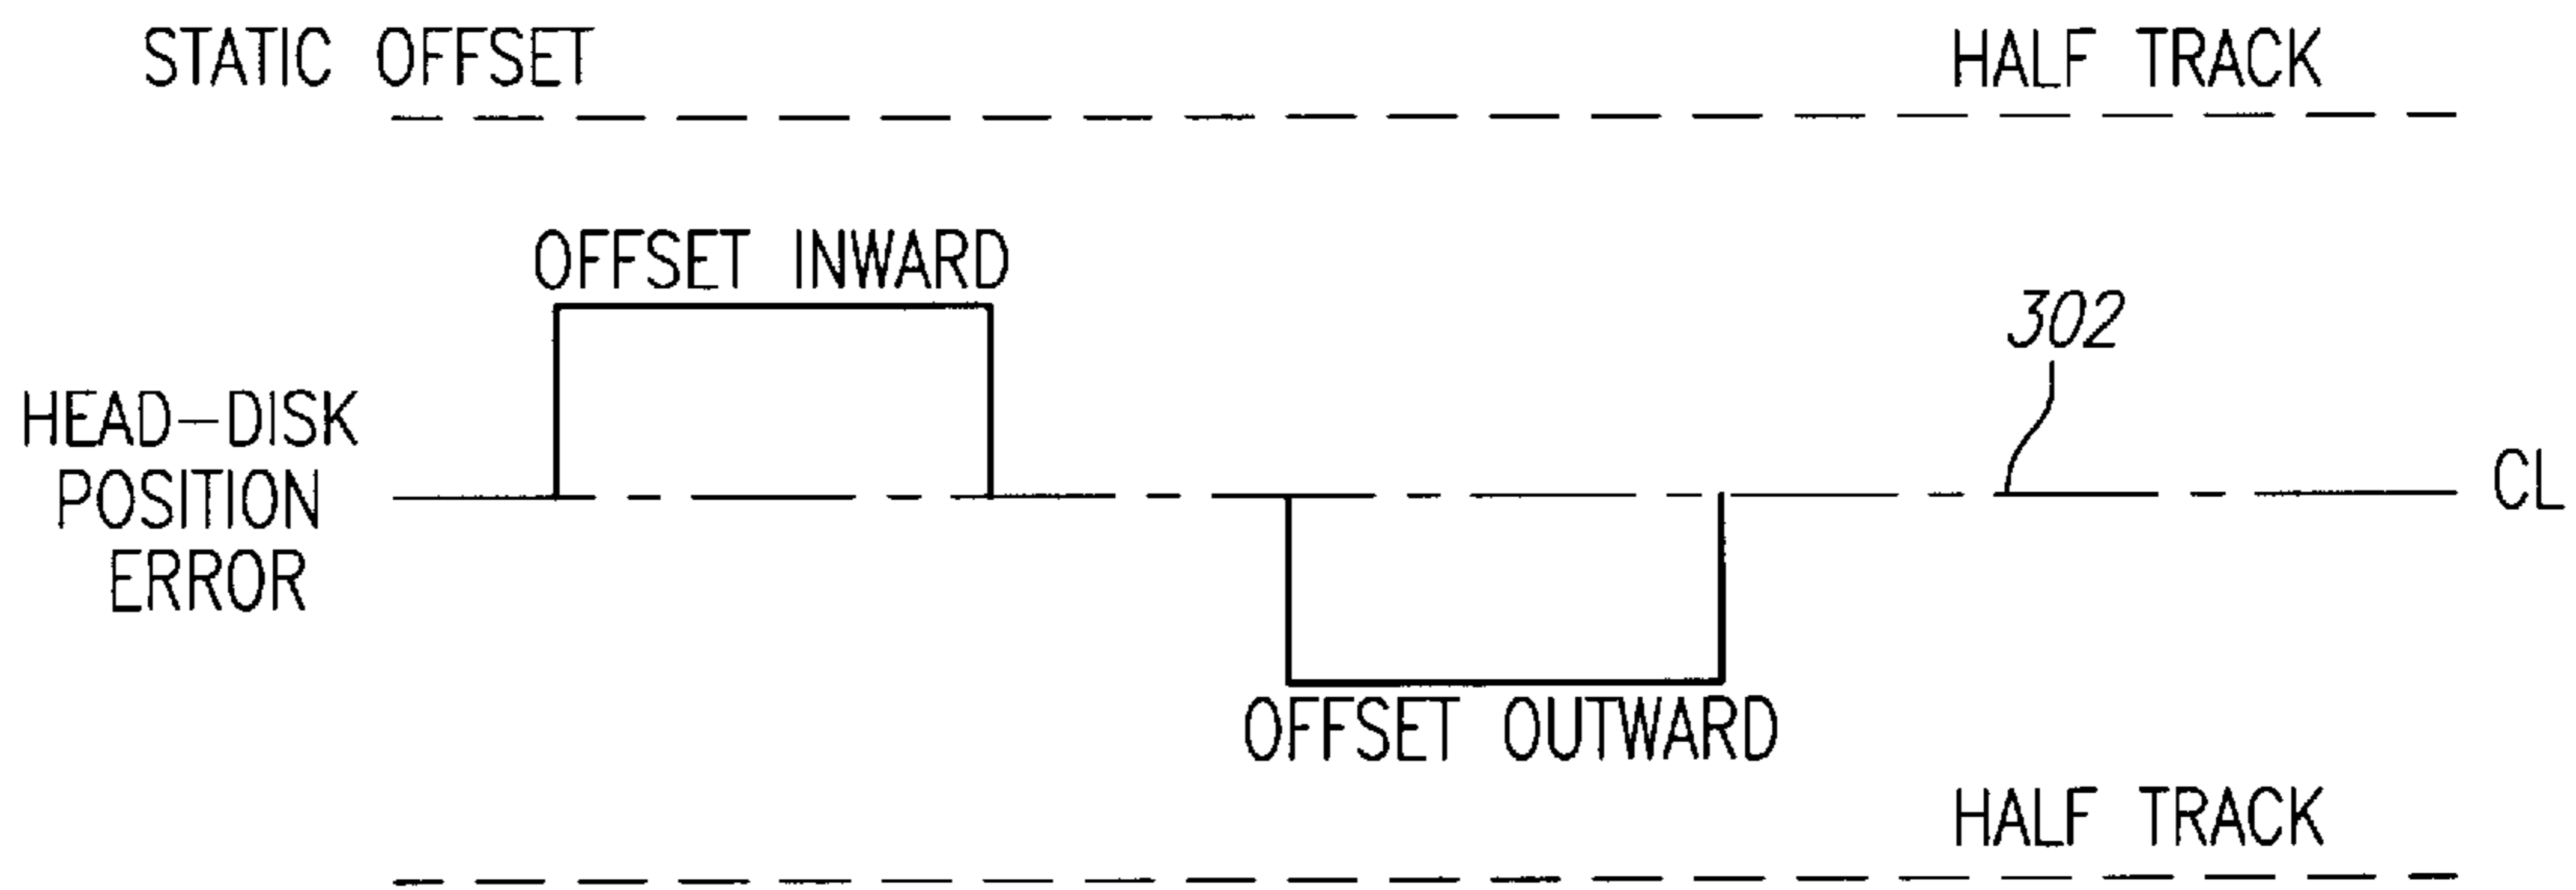 STATIC OFFSET
HALF TRACK
OFFSET INWARD
302
HEAD-DISK
POSITION
ERROR
CL
OFFSET OUTWARD
HALF TRACK